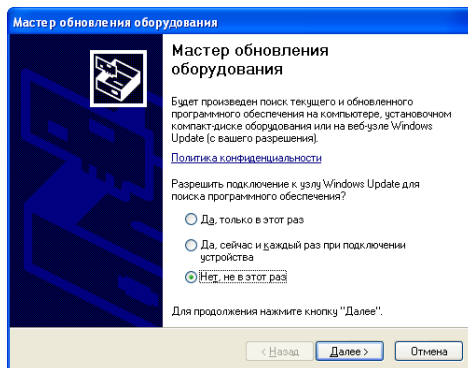 Мастер обновления оборудования
Мастер обновления
оборудования
Будет произведен поиск текущего и обновленного
программного обеспечения на компьютере, установочном
компакт-диске оборудования или на веб-узле Windows
Update (с вашего разрешения).
Политика конфиденциальности
Разрешить подключение к узлу Windows Update для
поиска программного обеспечения?
Да, только в этот раз
Да, сейчас и каждый раз при подключении
устройства
Нет, не в этот раз
Для продолжения нажмите кнопку "Далее".
< Назад
Далее >
Отмена